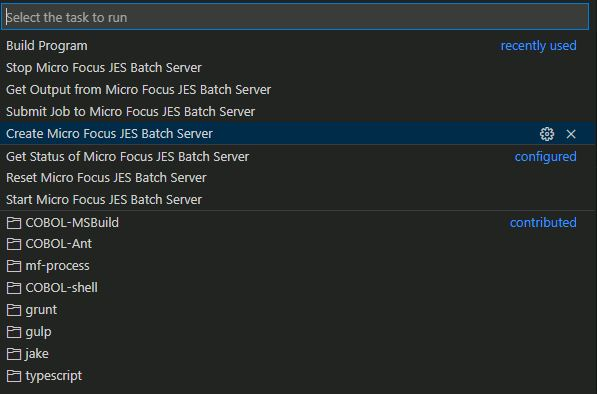 Select the task to run
Build Program recently used
Stop Micro Focus JES Batch Server
Get Output from Micro Focus JES Batch Server
Submit Job to Micro Focus JES Batch Server
Create Micro Focus JES Batch Server
Get Status of Micro Focus JES Batch Server configured
Reset Micro Focus JES Batch Server
Start Micro Focus JES Batch Server
COBOL-MSBuild contributed
COBOL-Ant
mf-process
COBOL-shell
grunt
gulp
jake
typescript